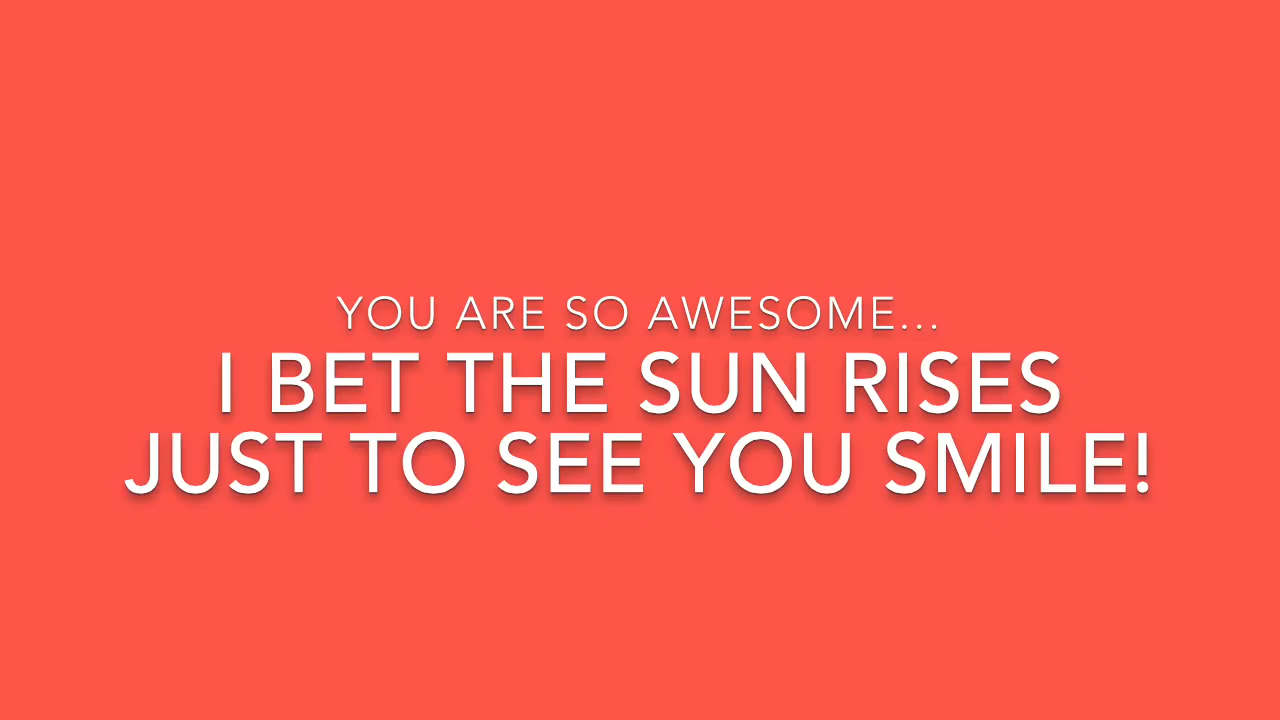 YOU ARE SO AWESOME...
I BET THE SUN RISES
JUST TO SEE YOU SMILE!